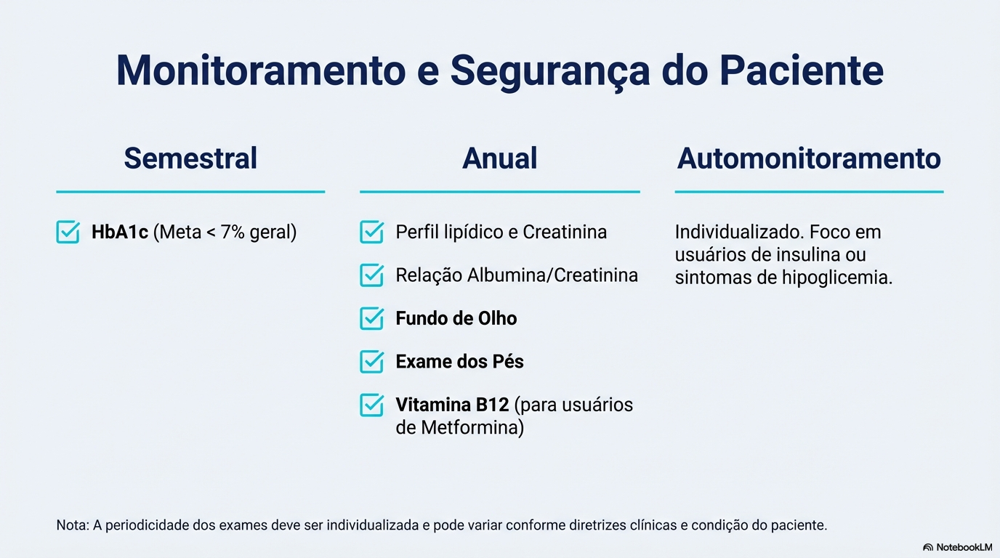 Monitoramento e Segurança do Paciente
Semestral
HbA1c (Meta < 7% geral)
Anual
Perfil lipídico e Creatinina
Relação Albumina/Creatinina
Fundo de Olho
Exame dos Pés
Vitamina B12 (para usuários
de Metformina)
Automonitoramento
Individualizado. Foco em
usuários de insulina ou
sintomas de hipoglicemia.
Nota: A periodicidade dos exames deve ser individualizada e pode variar conforme diretrizes clínicas e condição do paciente.
NotebookLM